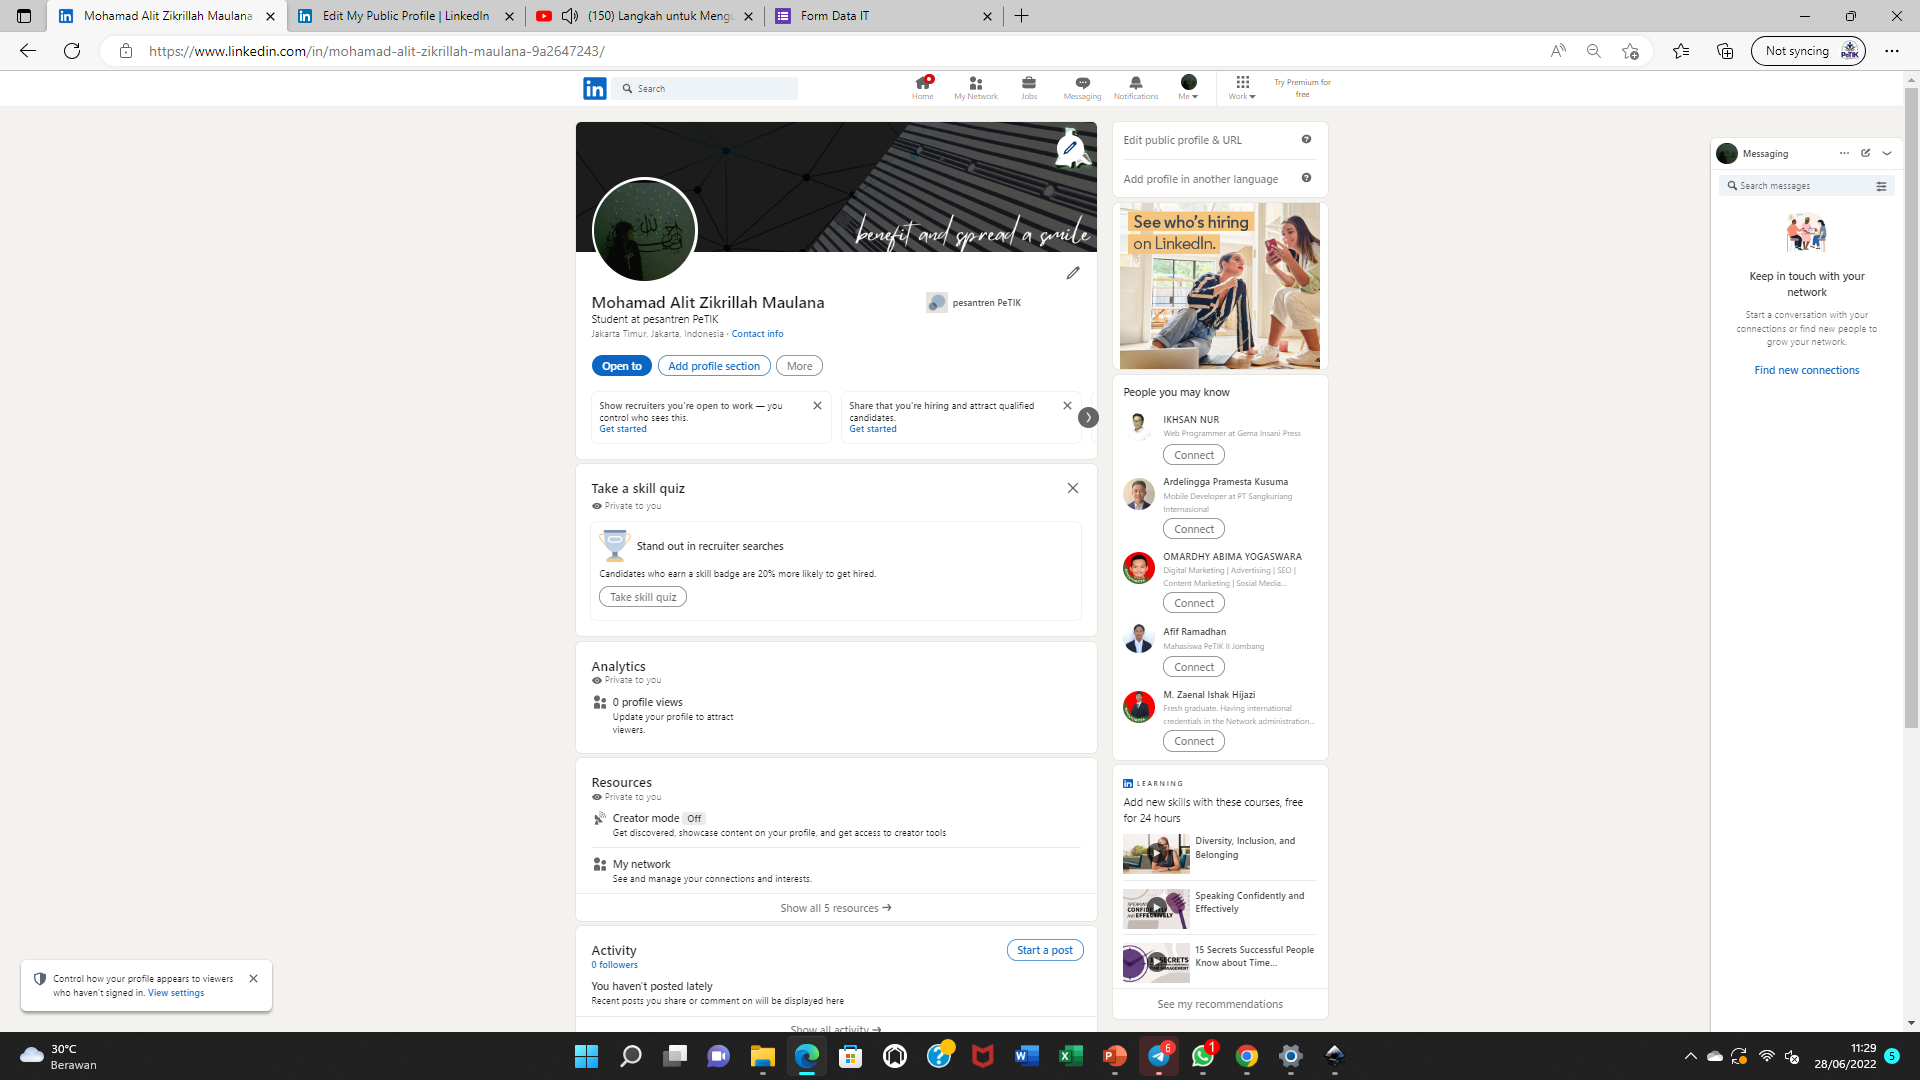 Mohamad Alit Zikrillah Maulana
Edit My Public Profile | LinkedIn
(150) Langkah untuk Mengu
Form Data IT
https://www.linkedin.com/in/mohamad-alit-zikrillah-maulana-9a2647243/
Not syncing
Search
Home
My Network
Jobs
Messaging
Notifications
Me
Work
Try Premium for
free
benefit and spread a smile
Mohamad Alit Zikrillah Maulana
pesantren PeTIK
Student at pesantren PeTIK
Jakarta Timur, Jakarta, Indonesia · Contact info
Open to
Add profile section
More
Show recruiters you're open to work — you
control who sees this.
Get started
Share that you're hiring and attract qualified
candidates.
Get started
Take a skill quiz
Private to you
Stand out in recruiter searches
Candidates who earn a skill badge are 20% more likely to get hired.
Take skill quiz
Analytics
Private to you
0 profile views
Update your profile to attract
viewers.
Resources
Private to you
Creator mode Off
Get discovered, showcase content on your profile, and get access to creator tools
My network
See and manage your connections and interests.
Show all 5 resources →
Activity
Start a post
0 followers
You haven't posted lately
Recent posts you share or comment on will be displayed here
Show all activity →
Edit public profile & URL
Add profile in another language
See who's hiring
on LinkedIn.
People you may know
IKHSAN NUR
Web Programmer at Gema Insani Press
Connect
Ardelingga Pramesta Kusuma
Mobile Developer at PT Sangkuriang
Internasional
Connect
OMARDHY ABIMA YOGASWARA
Digital Marketing | Advertising | SEO |
Content Marketing | Sosial Media...
Connect
Afif Ramadhan
Mahasiswa PeTIK II Jombang
Connect
M. Zaenal Ishak Hijazi
Fresh graduate. Having international
credentials in the Network administration...
Connect
LEARNING
Add new skills with these courses, free
for 24 hours
Diversity, Inclusion, and
Belonging
Speaking Confidently and
Effectively
15 Secrets Successful People
Know about Time...
See my recommendations
Messaging
Search messages
Keep in touch with your
network
Start a conversation with your
connections or find new people to
grow your network.
Find new connections
Control how your profile appears to viewers
who haven't signed in. View settings
30°C
Berawan
6
1
11:29
28/06/2022
5